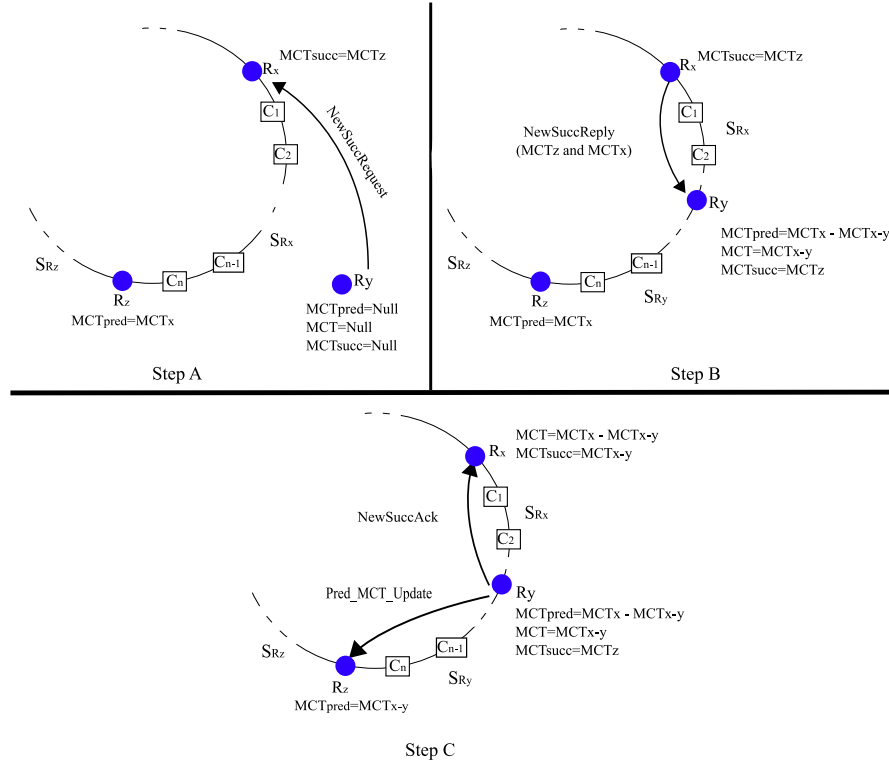 MCTsucc=MCTz
Rx
C1
C2
NewSuccRequest
SRx
SRz
Cn-1
Cn
Rz
MCTpred=MCTx
Ry
MCTpred=Null
MCT=Null
MCTsucc=Null
Step A
MCTsucc=MCTz
Rx
C1
SRx
NewSuccReply
(MCTz and MCTx)
C2
Ry
MCTpred=MCTx - MCTx-y
MCT=MCTx-y
MCTsucc=MCTz
SRz
Cn-1
Cn
SRy
Rz
MCTpred=MCTx
Step B
MCT=MCTx - MCTx-y
MCTsucc=MCTx-y
Rx
C1
SRx
NewSuccAck
C2
Pred_MCT_Update
Ry
MCTpred=MCTx - MCTx-y
MCT=MCTx-y
MCTsucc=MCTz
SRz
Cn-1
Cn
SRy
Rz
MCTpred=MCTx-y
Step C